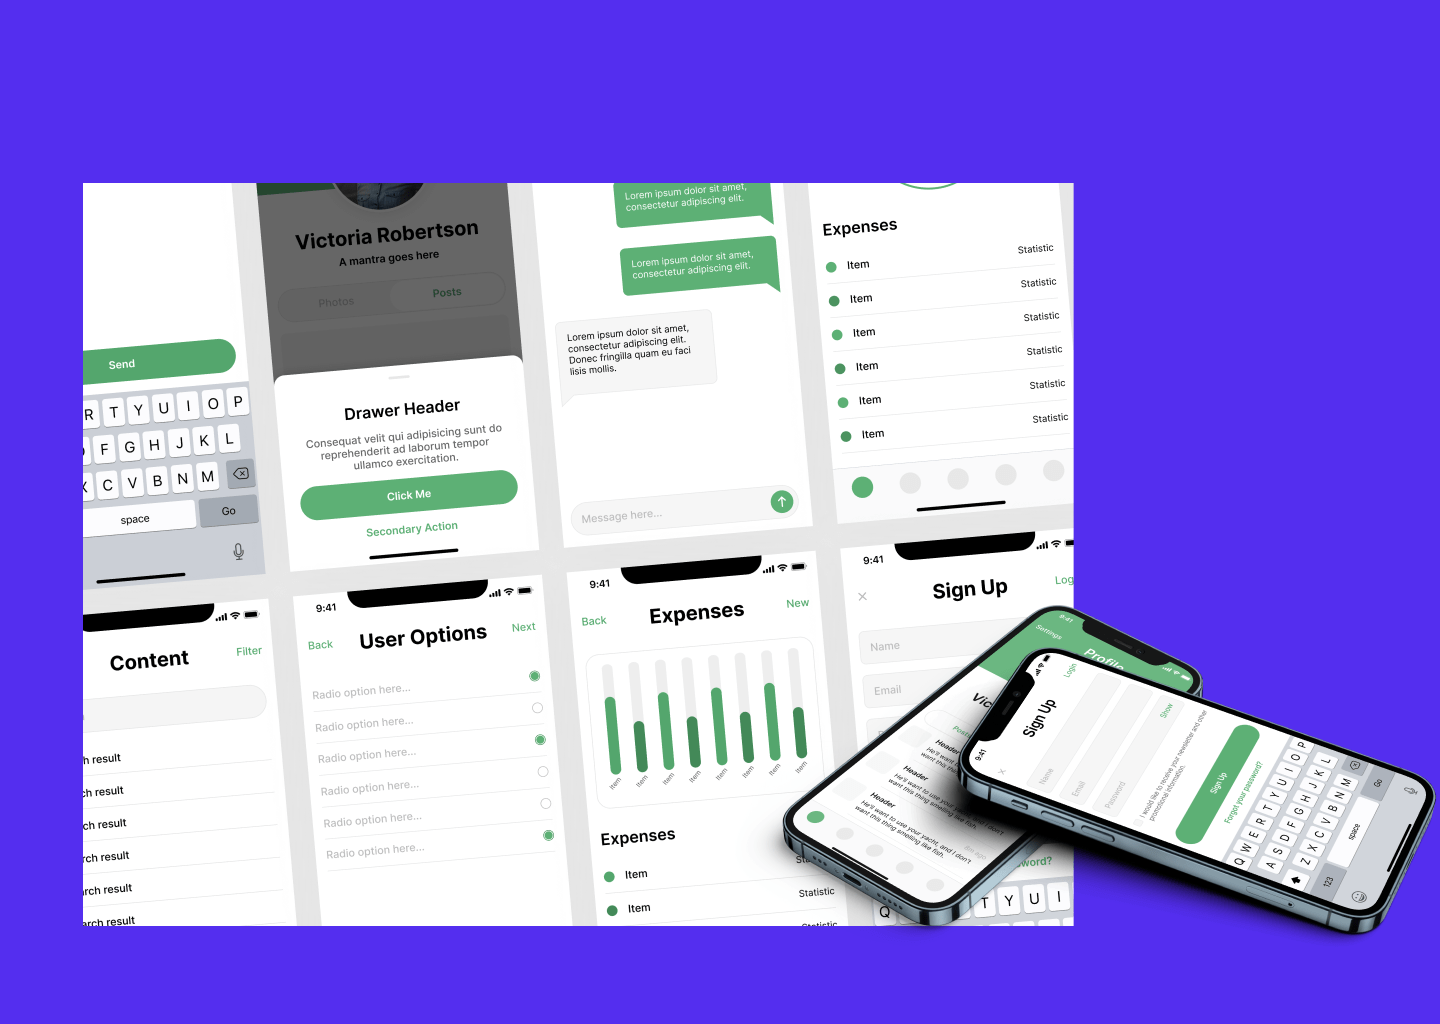 Send
R T Y U I O P
F G H J K L
X C V B N M
space
Go
Victoria Robertson
A mantra goes here
Photos
Posts
Drawer Header
Consequat velit qui adipisicing sunt do
reprehenderit ad laborum tempor
ullamco exercitation.
Click Me
Secondary Action
Lorem ipsum dolor sit amet,
consectetur adipiscing elit.
Lorem ipsum dolor sit amet,
consectetur adipiscing elit.
Lorem ipsum dolor sit amet,
consectetur adipiscing elit.
Donec fringilla quam eu faci
lisis mollis.
Message here...
Expenses
Item Statistic
Item Statistic
Item Statistic
Item Statistic
Item Statistic
Item Statistic
Content
Filter
h result
ch result
rch result
arch result
arch result
earch result
9:41
Back
User Options
Next
Radio option here...
Radio option here...
Radio option here...
Radio option here...
Radio option here...
Radio option here...
9:41
Back
Expenses
New
Item Item Item Item Item Item Item Item
Expenses
Item
Item Statistic
Statistic
9:41
Sign Up
Log
Name
Email
sword?
Q T Y U I
9:41
Settings
Profile
Vic
Posts
Header
He'll want to use your
want this thing smelling
Header
He'll want to use your yacht, and I don't
want this thing smelling like fish.
Header
He'll want to use your yacht, and I don't
want this thing smelling like fish.
8m ago
9:41
Login
Sign Up
Name
Email
Password
Show
I would like to receive your newsletter and other
promotional information.
Sign Up
Forgot your password?
Q W E R T Y U I O P
A S D F G H J K L
Z X C V B N M
123
space
Go